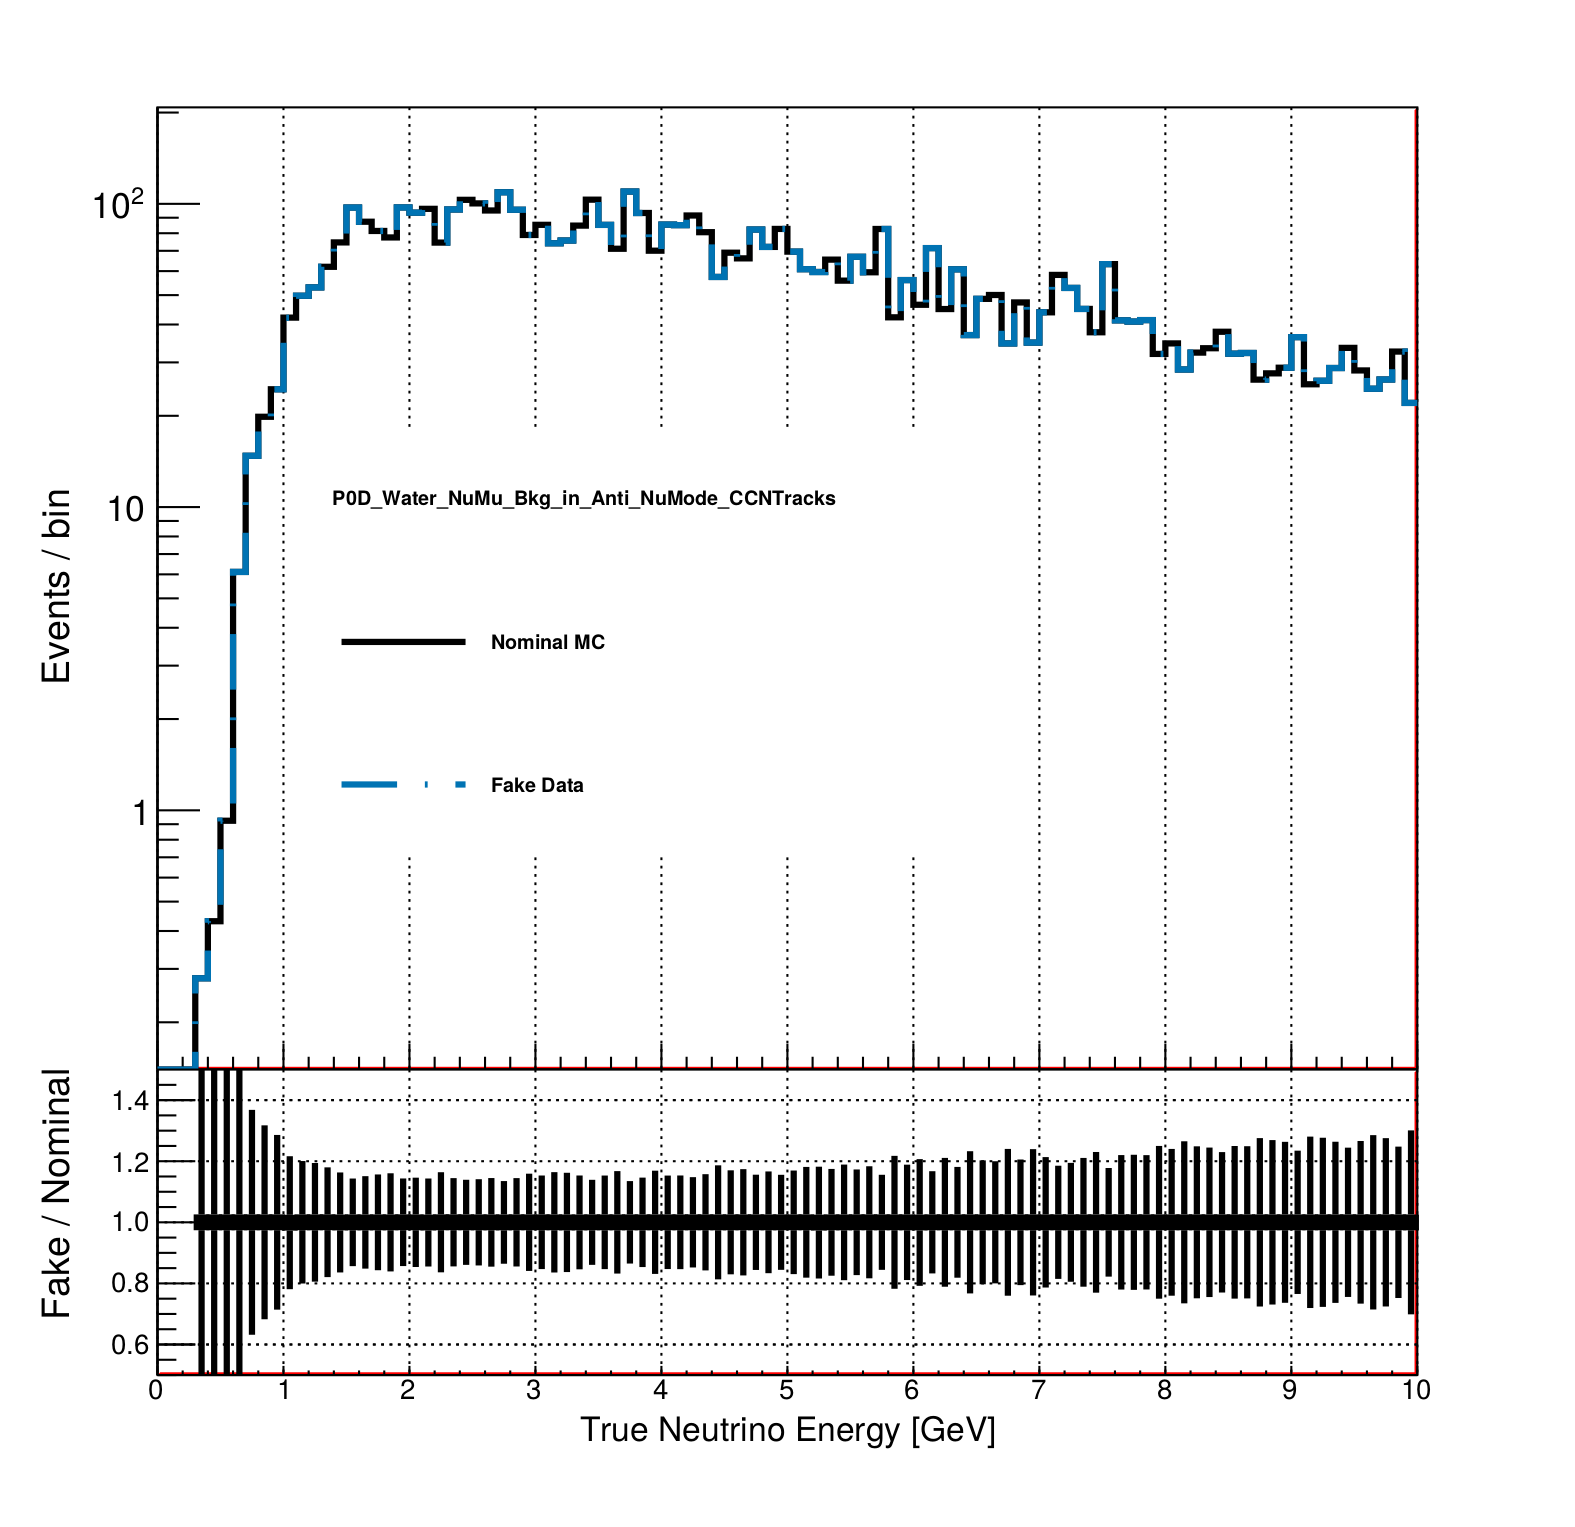 10²
10
1
Events / bin
P0D_Water_NuMu_Bkg_in_Anti_NuMode_CCNTracks
Nominal MC
Fake Data
1.4
1.2
1.0
0.8
0.6
Fake / Nominal
0 1 2 3 4 5 6 7 8 9 10
True Neutrino Energy [GeV]